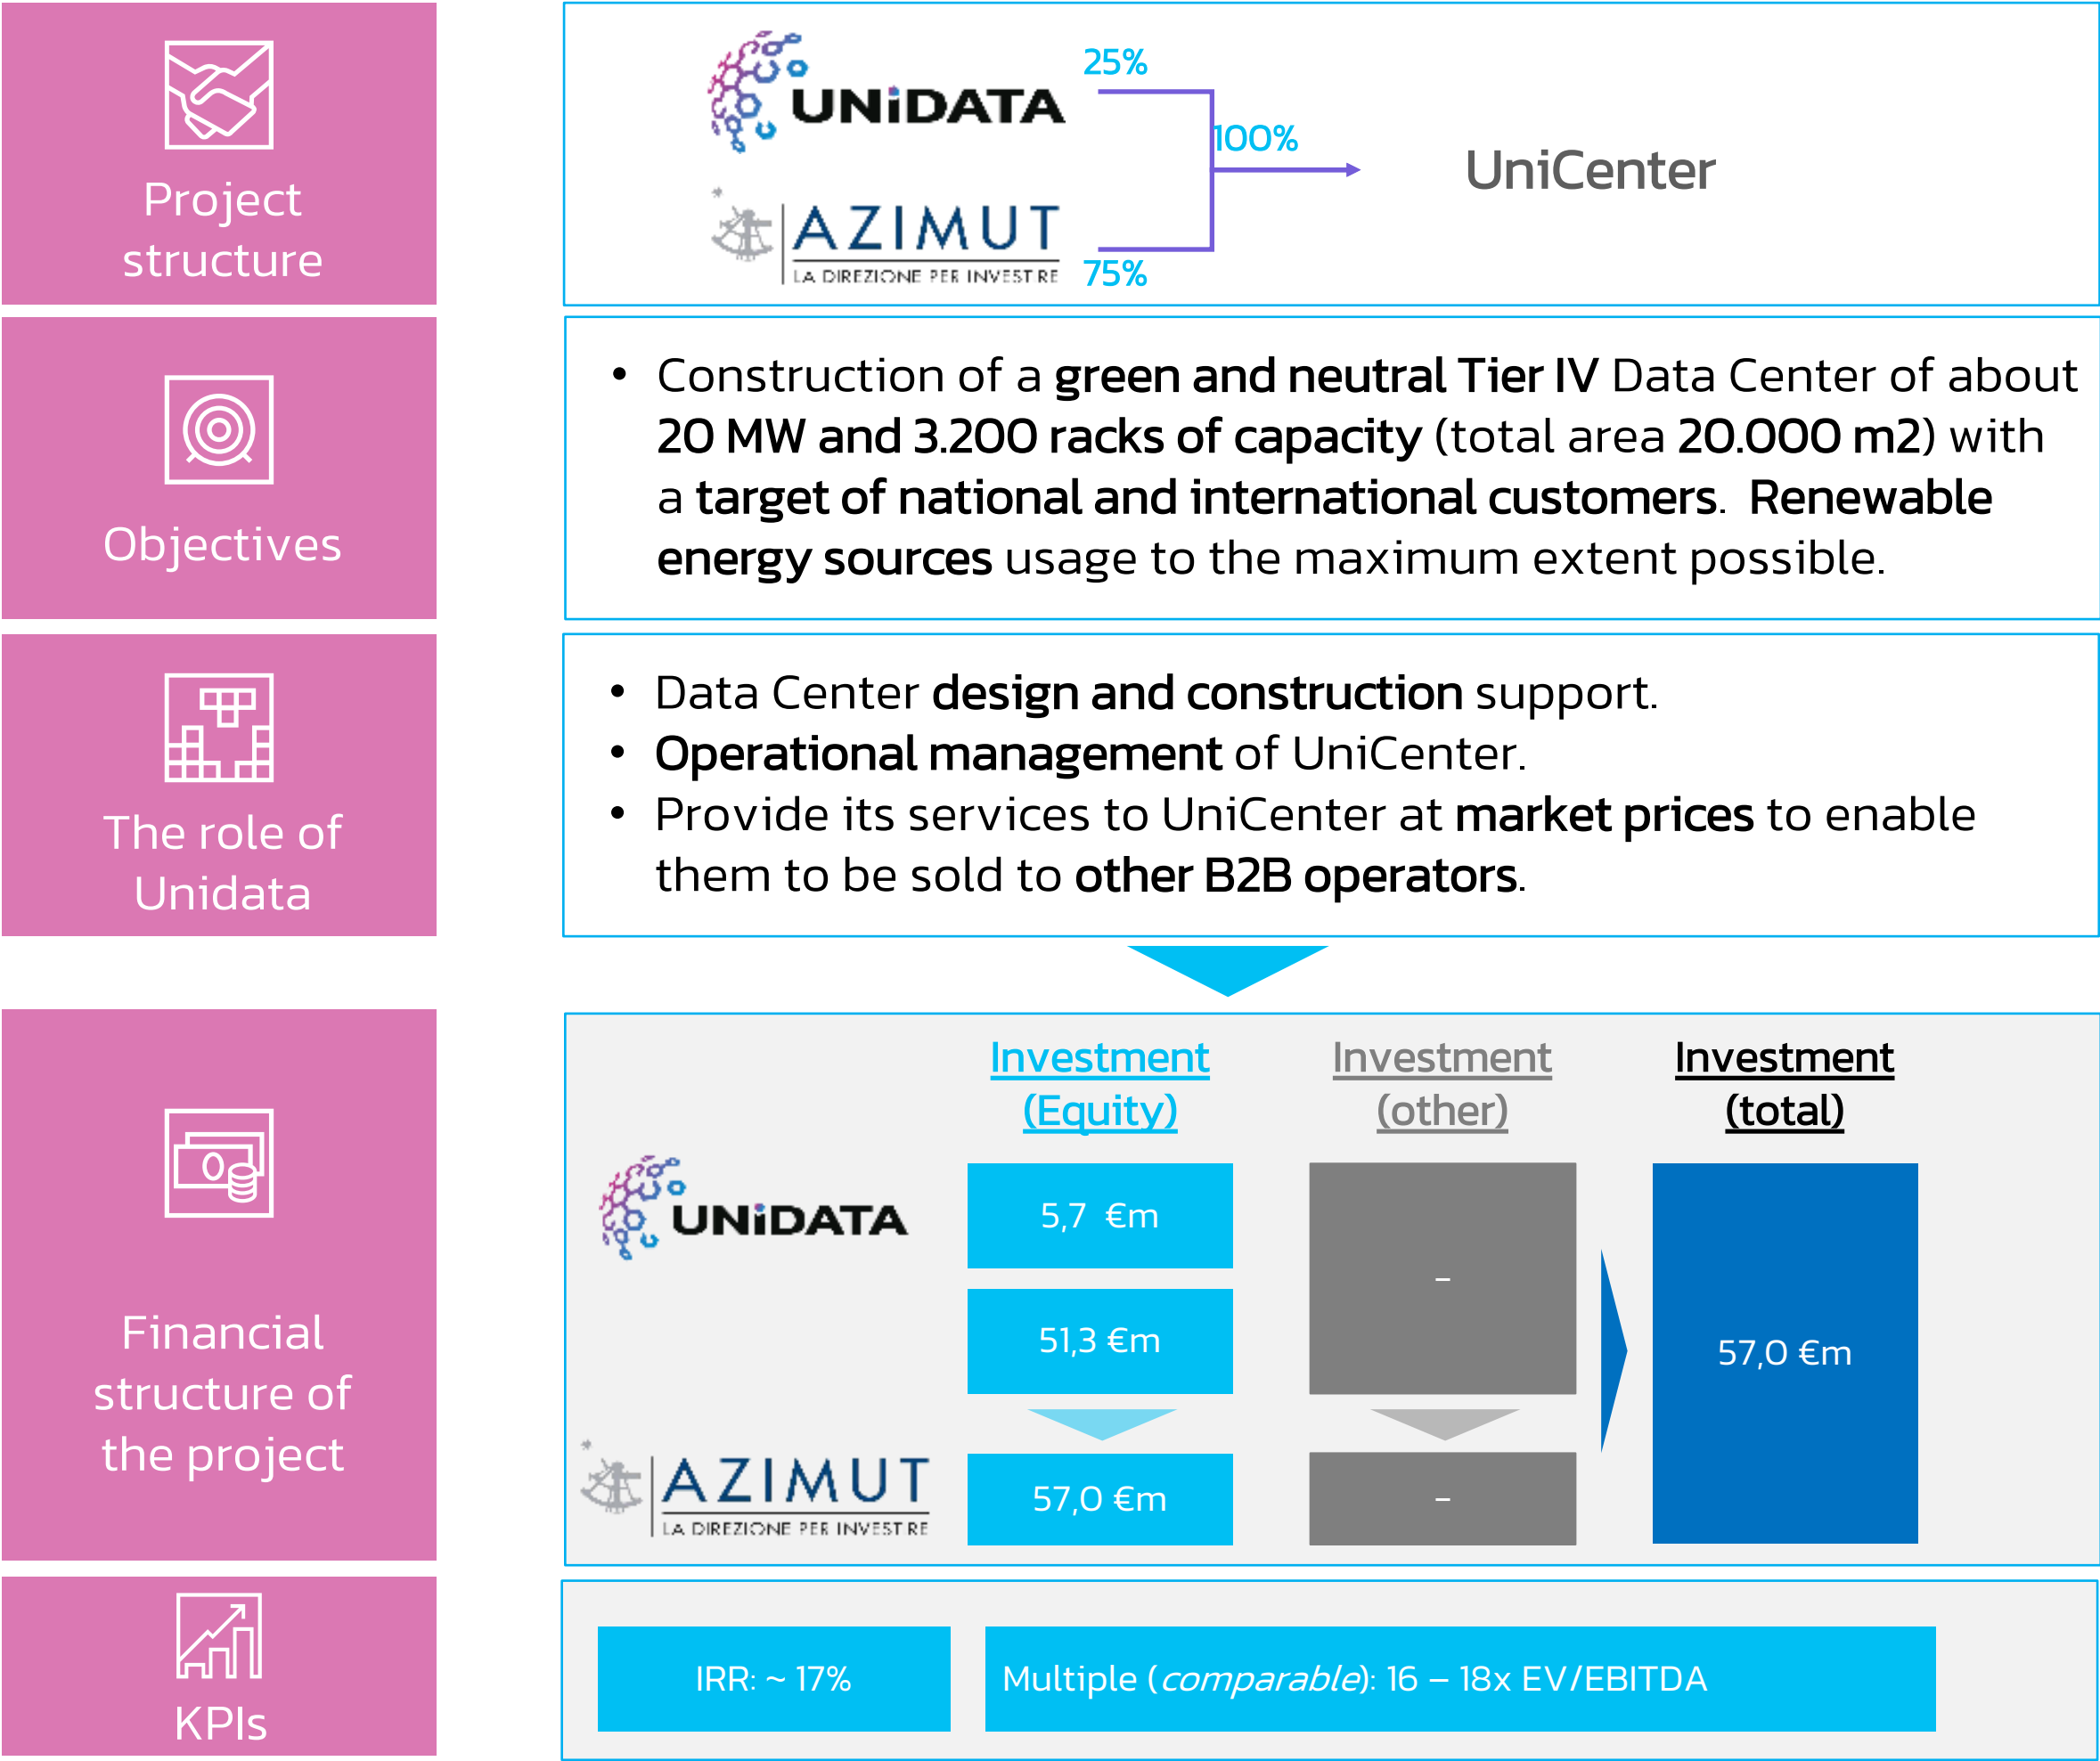 Project
structure
UNiDATA
25%
100%
UniCenter
AZIMUT
LA DIREZIONE PER INVESTIRE
75%
Objectives
• Construction of a green and neutral Tier IV Data Center of about
20 MW and 3.200 racks of capacity (total area 20.000 m2) with
a target of national and international customers. Renewable
energy sources usage to the maximum extent possible.
The role of
Unidata
• Data Center design and construction support.
• Operational management of UniCenter.
• Provide its services to UniCenter at market prices to enable
them to be sold to other B2B operators.
Financial
structure of
the project
Investment
(Equity)
Investment
(other)
Investment
(total)
UNiDATA
5,7 €m
-
51,3 €m
57,0 €m
AZIMUT
LA DIREZIONE PER INVESTIRE
57,0 €m
-
KPIs
IRR: ~ 17%
Multiple (comparable): 16 – 18x EV/EBITDA